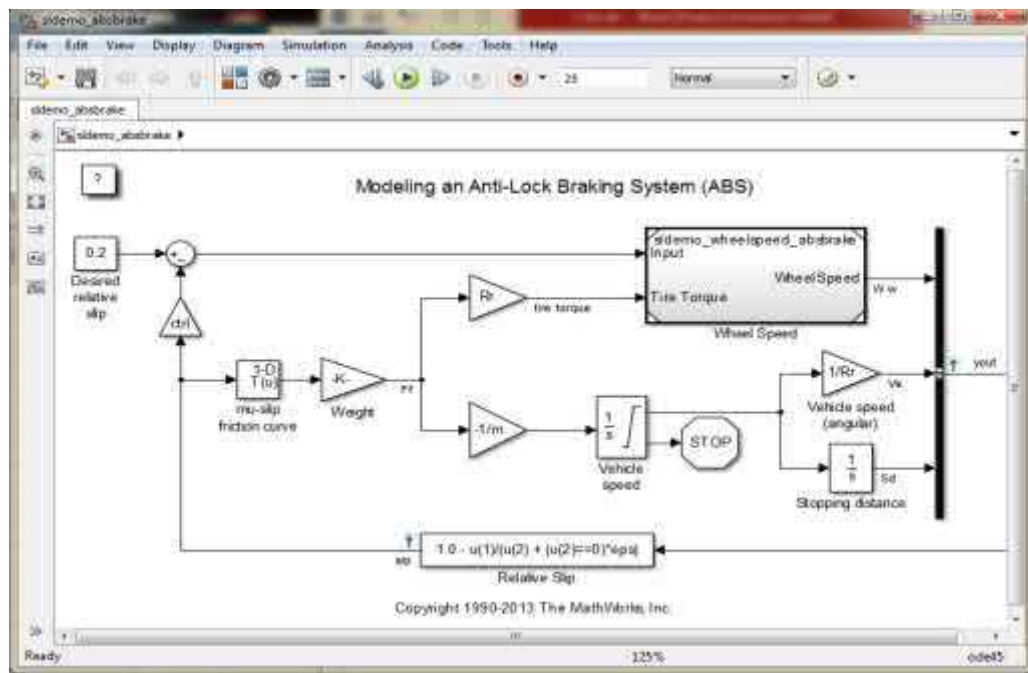 sldemo_absbrake
File Edit View Display Diagram Simulation Analysis Code Tools Help
25 Normal
sldemo_absbrake
sldemo_absbrake
?
Modeling an Anti-Lock Braking System (ABS)
0.2
Desired
relative
slip
ctrl
1-D
T(u)
mu-slip
friction curve
-K-
Weight
Ff
Rr
tire torque
sldemo_wheelspeed_absbrake
Input
Wheel Speed
Tire Torque
Wheel Speed
Ww
-1/m
1
s
Vehicle
speed
STOP
1/Rr
Vs
Vehicle speed
(angular)
1
s
Sd
Stopping distance
yout
slp
1.0 - u(1)/(u(2) + (u(2)==0)*eps)
Relative Slip
Copyright 1990-2013 The MathWorks, Inc.
Ready 125% ode45